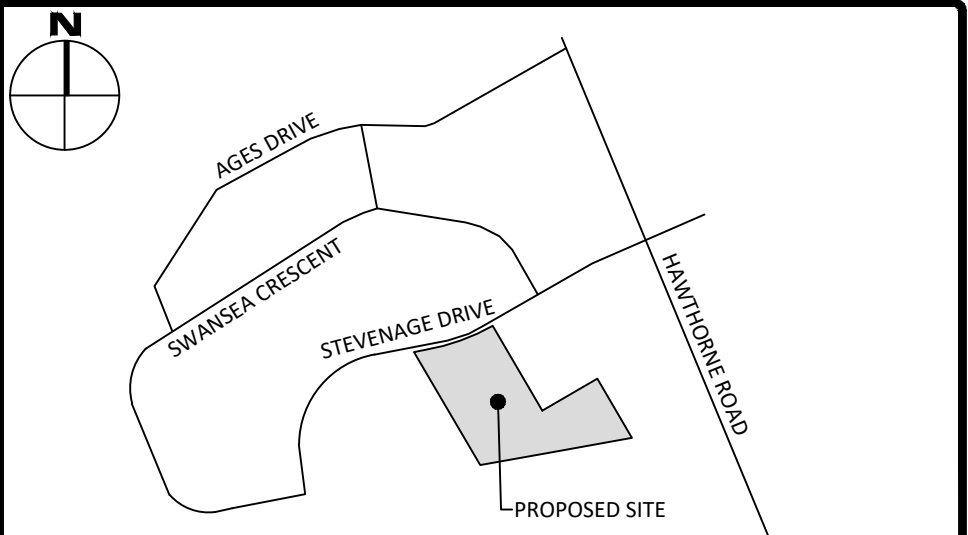 N
AGES DRIVE
SWANSEA CRESCENT
STEVENAGE DRIVE
HAWTHORNE ROAD
PROPOSED SITE